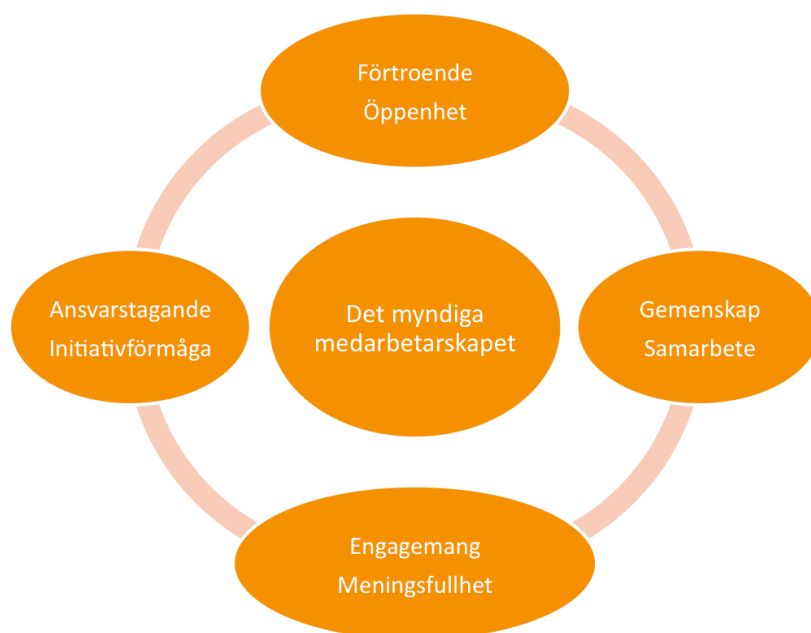 Förtroende
Öppenhet
Ansvarstagande
Initiativförmåga
Det myndiga
medarbetarskapet
Gemenskap
Samarbete
Engagemang
Meningsfullhet